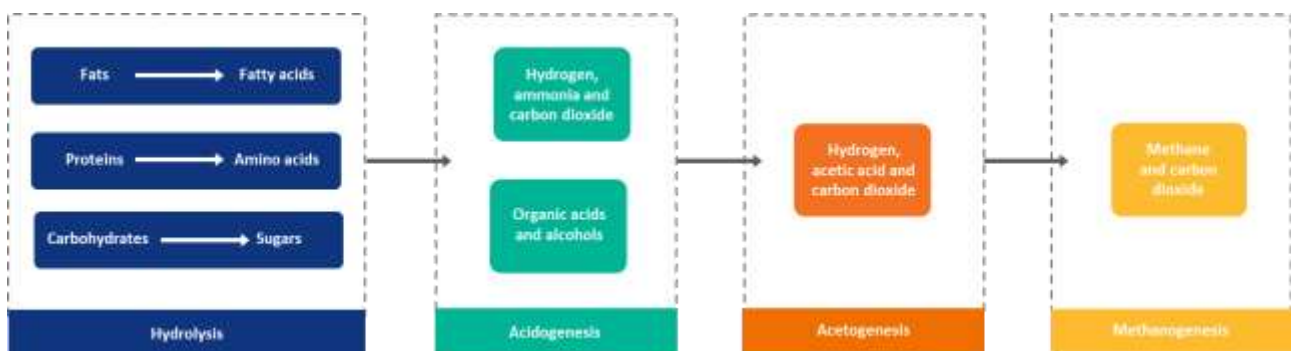 Fats Fatty acids
Proteins Amino acids
Carbohydrates Sugars
Hydrolysis
Hydrogen,
ammonia and
carbon dioxide
Organic acids
and alcohols
Acidogenesis
Hydrogen,
acetic acid and
carbon dioxide
Acetogenesis
Methane
and carbon
dioxide
Methanogenesis